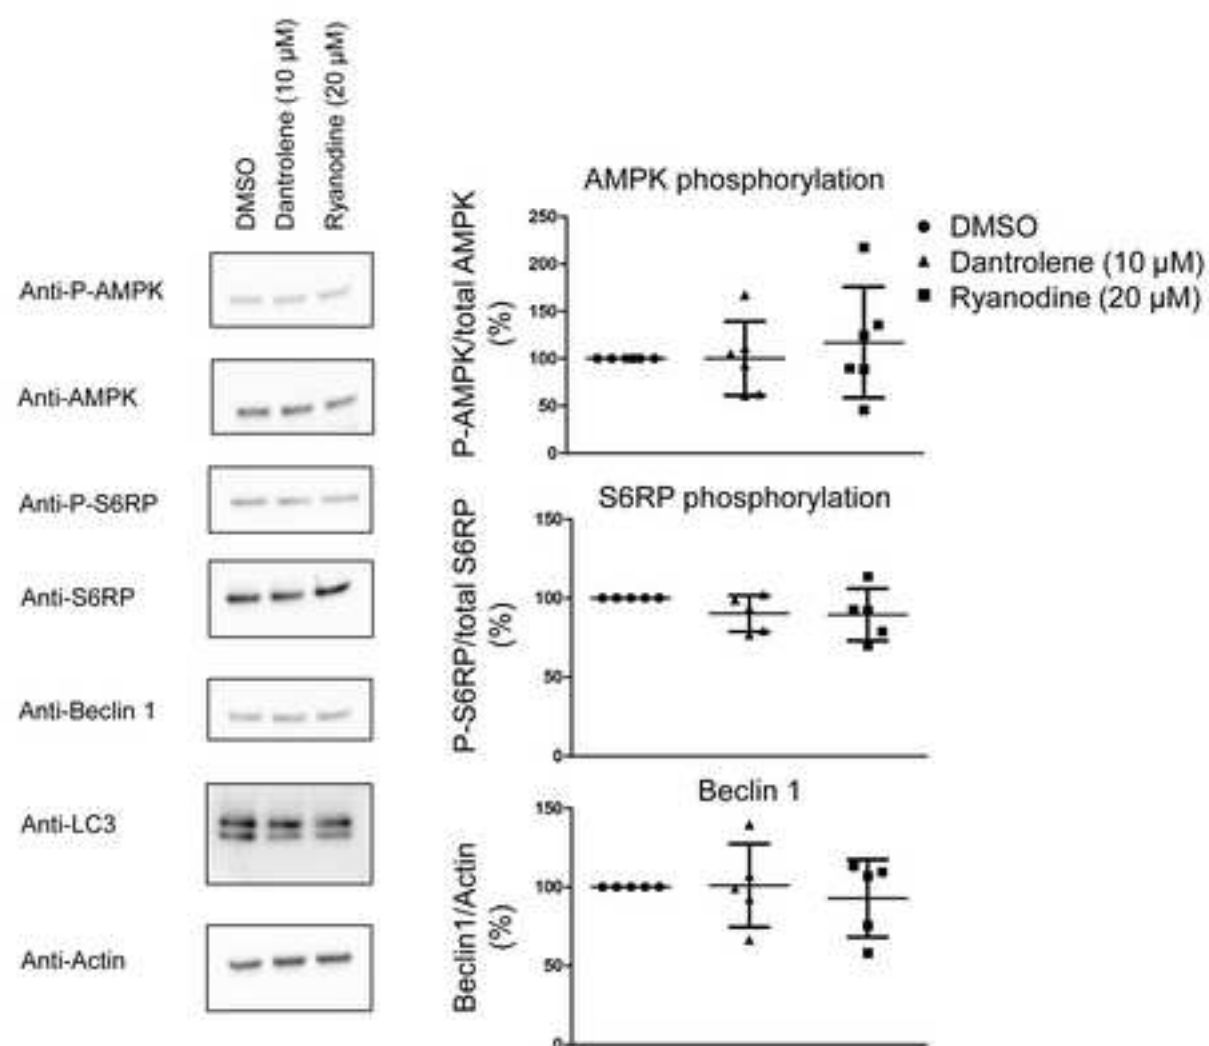 DMSO
Dantrolene (10 µM)
Ryanodine (20 µM)
Anti-P-AMPK
Anti-AMPK
Anti-P-S6RP
Anti-S6RP
Anti-Beclin 1
Anti-LC3
Anti-Actin
AMPK phosphorylation
P-AMPK/total AMPK
(%)
250
200
150
100
50
0
DMSO
Dantrolene (10 µM)
Ryanodine (20 µM)
S6RP phosphorylation
P-S6RP/total S6RP
(%)
150
100
50
0
Beclin 1
Beclin1/Actin
(%)
150
100
50
0